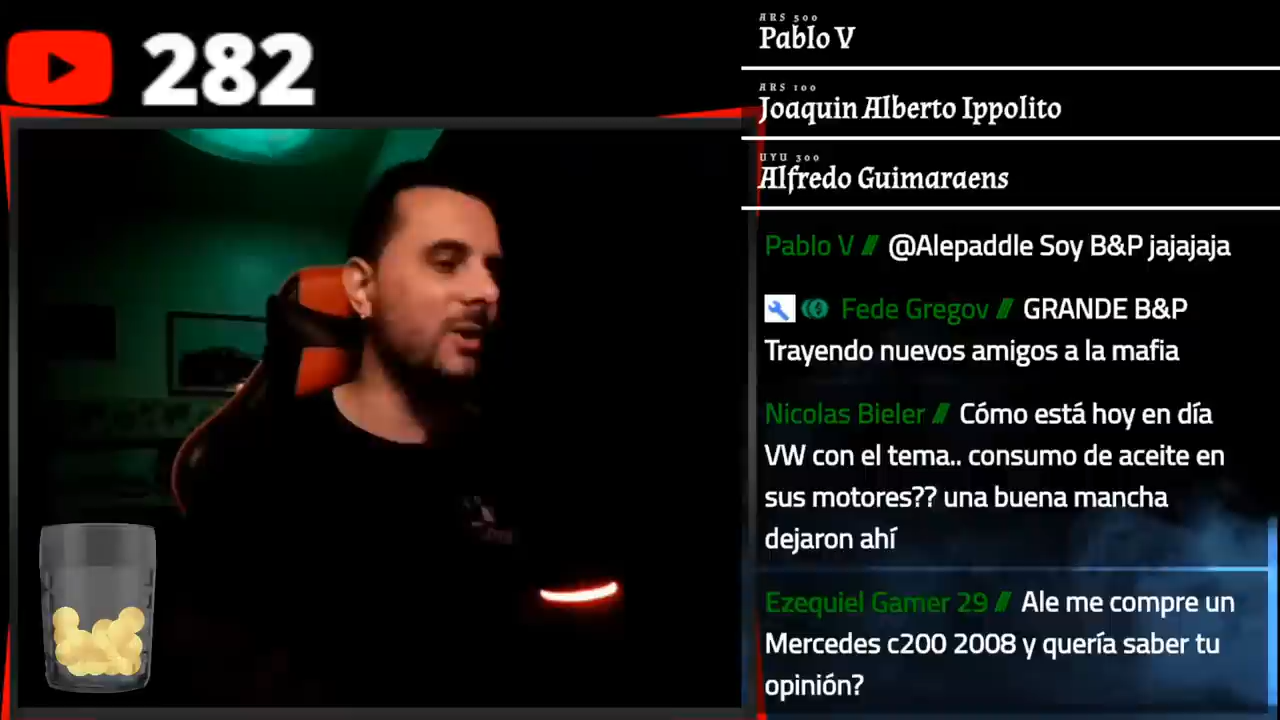 282
ARS 500
Pablo V
ARS 100
Joaquin Alberto Ippolito
UYU 300
Alfredo Guimaraens
Pablo V /// @Alepaddle Soy B&P jajajaja
Fede Gregov /// GRANDE B&P
Trayendo nuevos amigos a la mafia
Nicolas Bieler /// Cómo está hoy en día
VW con el tema.. consumo de aceite en
sus motores?? una buena mancha
dejaron ahí
Ezequiel Gamer 29 /// Ale me compre un
Mercedes c200 2008 y quería saber tu
opinión?